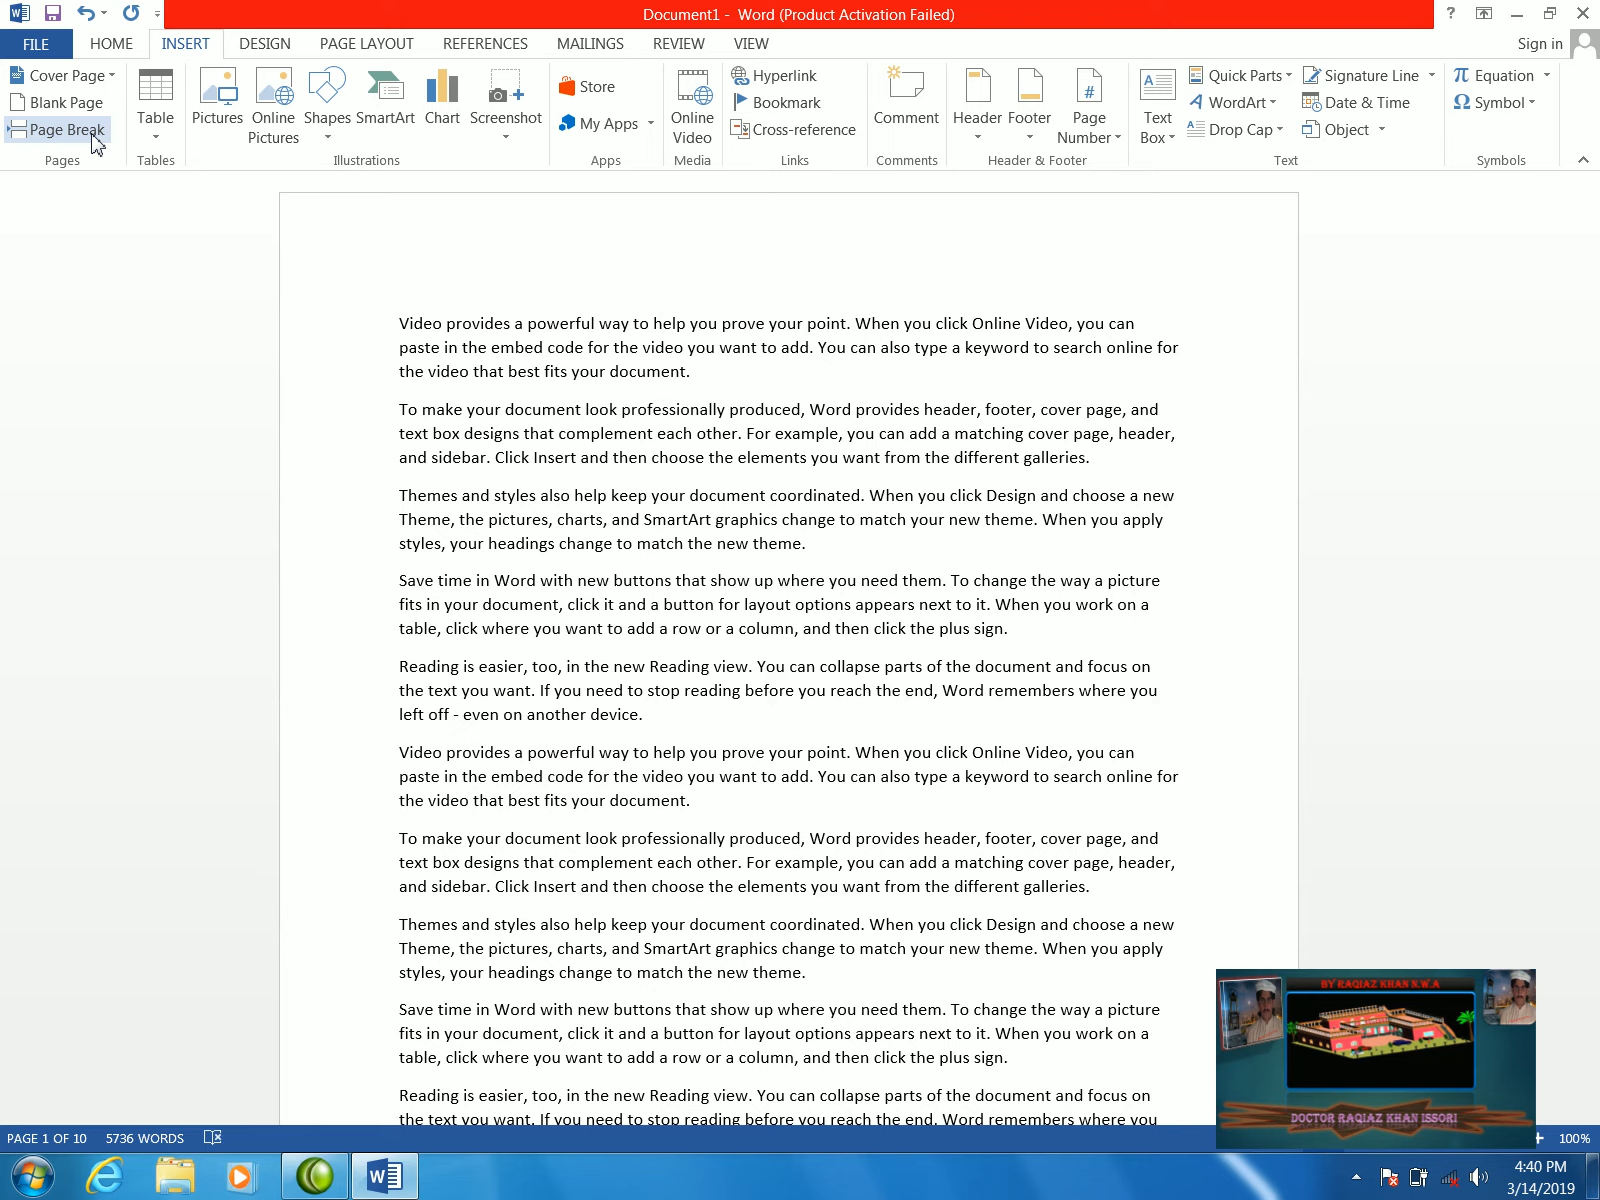 Document1 - Word (Product Activation Failed)
?
FILE HOME INSERT DESIGN PAGE LAYOUT REFERENCES MAILINGS REVIEW VIEW Sign in
Cover Page
Blank Page
Page Break
Pages
Table
Tables
Pictures
Online Pictures
Shapes
SmartArt
Chart
Screenshot
Illustrations
Store
My Apps
Apps
Online Video
Media
Hyperlink
Bookmark
Cross-reference
Links
Comment
Comments
Header
Footer
Page Number
Header & Footer
Text Box
Quick Parts
WordArt
Drop Cap
Signature Line
Date & Time
Object
Text
Equation
Symbol
Symbols
Video provides a powerful way to help you prove your point. When you click Online Video, you can
paste in the embed code for the video you want to add. You can also type a keyword to search online for
the video that best fits your document.
To make your document look professionally produced, Word provides header, footer, cover page, and
text box designs that complement each other. For example, you can add a matching cover page, header,
and sidebar. Click Insert and then choose the elements you want from the different galleries.
Themes and styles also help keep your document coordinated. When you click Design and choose a new
Theme, the pictures, charts, and SmartArt graphics change to match your new theme. When you apply
styles, your headings change to match the new theme.
Save time in Word with new buttons that show up where you need them. To change the way a picture
fits in your document, click it and a button for layout options appears next to it. When you work on a
table, click where you want to add a row or a column, and then click the plus sign.
Reading is easier, too, in the new Reading view. You can collapse parts of the document and focus on
the text you want. If you need to stop reading before you reach the end, Word remembers where you
left off - even on another device.
Video provides a powerful way to help you prove your point. When you click Online Video, you can
paste in the embed code for the video you want to add. You can also type a keyword to search online for
the video that best fits your document.
To make your document look professionally produced, Word provides header, footer, cover page, and
text box designs that complement each other. For example, you can add a matching cover page, header,
and sidebar. Click Insert and then choose the elements you want from the different galleries.
Themes and styles also help keep your document coordinated. When you click Design and choose a new
Theme, the pictures, charts, and SmartArt graphics change to match your new theme. When you apply
styles, your headings change to match the new theme.
Save time in Word with new buttons that show up where you need them. To change the way a picture
fits in your document, click it and a button for layout options appears next to it. When you work on a
table, click where you want to add a row or a column, and then click the plus sign.
Reading is easier, too, in the new Reading view. You can collapse parts of the document and focus on
the text you want. If you need to stop reading before you reach the end, Word remembers where you
BY RAQIAZ KHAN N.W.A
DOCTOR RAQIAZ KHAN ISSORI
PAGE 1 OF 10 5736 WORDS 100%
4:40 PM
3/14/2019